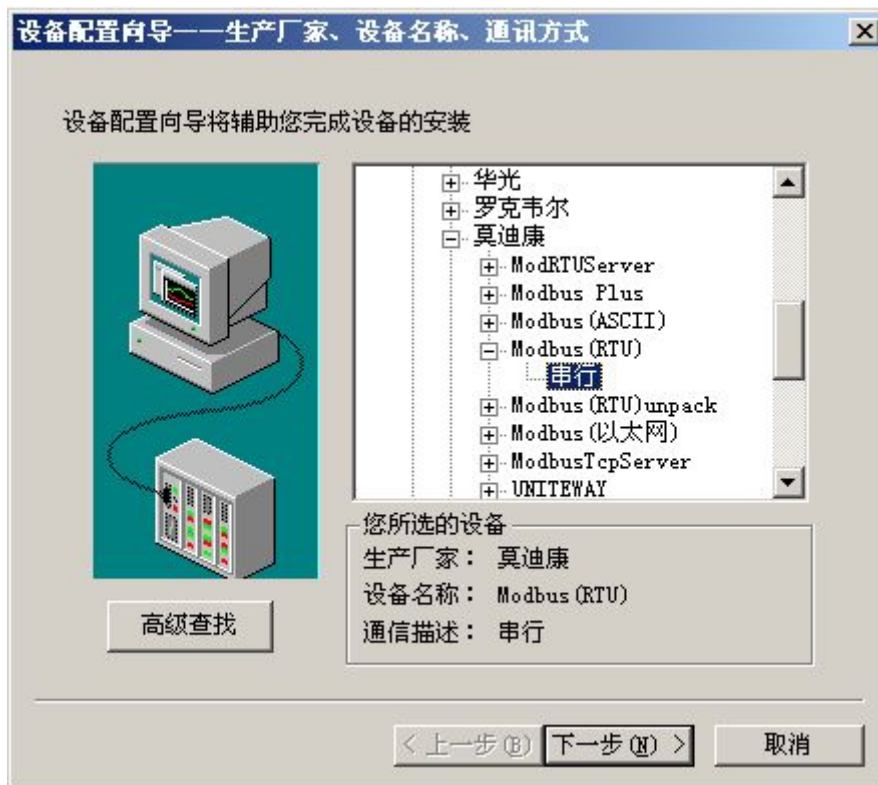 设备配置向导——生产厂家、设备名称、通讯方式
设备配置向导将辅助您完成设备的安装
华光
罗克韦尔
莫迪康
ModRTUServer
Modbus Plus
Modbus(ASCII)
Modbus(RTU)
串行
Modbus(RTU)unpack
Modbus(以太网)
ModbusTcpServer
UNITEWAY
您所选的设备
生产厂家： 莫迪康
设备名称： Modbus(RTU)
通信描述： 串行
高级查找
< 上一步(B) 下一步(N) > 取消